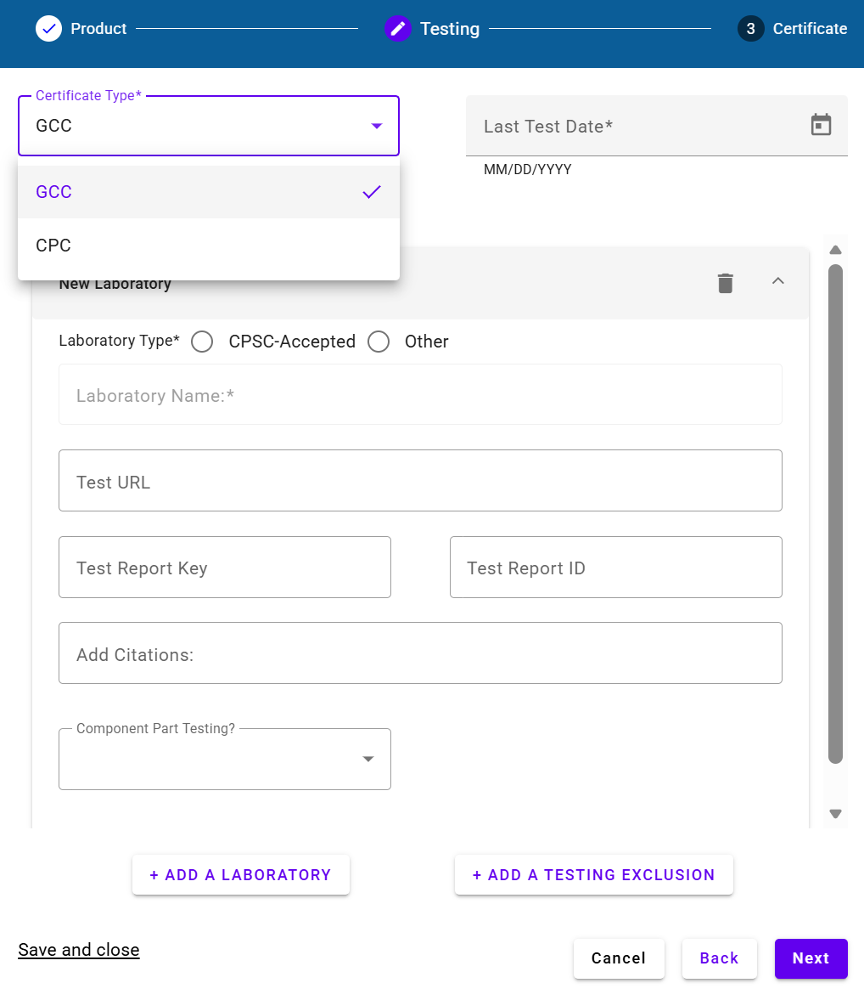 Product
Testing
3 Certificate
Certificate Type*
GCC
Last Test Date*
MM/DD/YYYY
GCC
CPC
New Laboratory
Laboratory Type* CPSC-Accepted Other
Laboratory Name:*
Test URL
Test Report Key
Test Report ID
Add Citations:
Component Part Testing?
+ ADD A LABORATORY
+ ADD A TESTING EXCLUSION
Save and close
Cancel
Back
Next